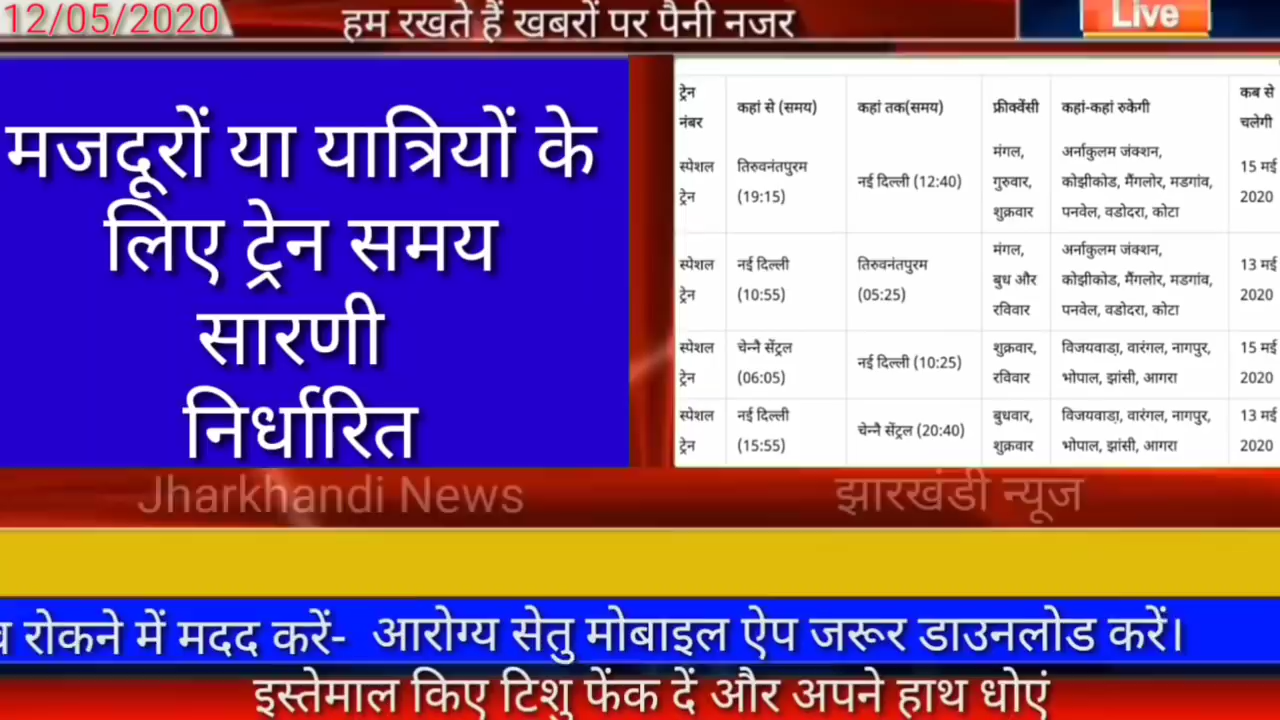 12/05/2020
हम रखते हैं खबरों पर पैनी नजर
Live
मजदूरों या यात्रियों के
लिए ट्रेन समय
सारणी
निर्धारित
ट्रेन नंबर	कहां से (समय)	कहां तक(समय)	फ्रीक्वेंसी	कहां-कहां रुकेगी	कब से चलेगी
स्पेशल ट्रेन	तिरुवनंतपुरम (19:15)	नई दिल्ली (12:40)	मंगल, गुरुवार, शुक्रवार	अर्नाकुलम जंक्शन, कोझीकोड, मैंगलोर, मडगांव, पनवेल, वडोदरा, कोटा	15 मई 2020
स्पेशल ट्रेन	नई दिल्ली (10:55)	तिरुवनंतपुरम (05:25)	मंगल, बुध और रविवार	अर्नाकुलम जंक्शन, कोझीकोड, मैंगलोर, मडगांव, पनवेल, वडोदरा, कोटा	13 मई 2020
स्पेशल ट्रेन	चेन्नै सेंट्रल (06:05)	नई दिल्ली (10:25)	शुक्रवार, रविवार	विजयवाड़ा, वारंगल, नागपुर, भोपाल, झांसी, आगरा	15 मई 2020
स्पेशल ट्रेन	नई दिल्ली (15:55)	चेन्नै सेंट्रल (20:40)	बुधवार, शुक्रवार	विजयवाड़ा, वारंगल, नागपुर, भोपाल, झांसी, आगरा	13 मई 2020
Jharkhandi News
झारखंडी न्यूज
रोकने में मदद करें- आरोग्य सेतु मोबाइल ऐप जरूर डाउनलोड करें।
इस्तेमाल किए टिशु फेंक दें और अपने हाथ धोएं